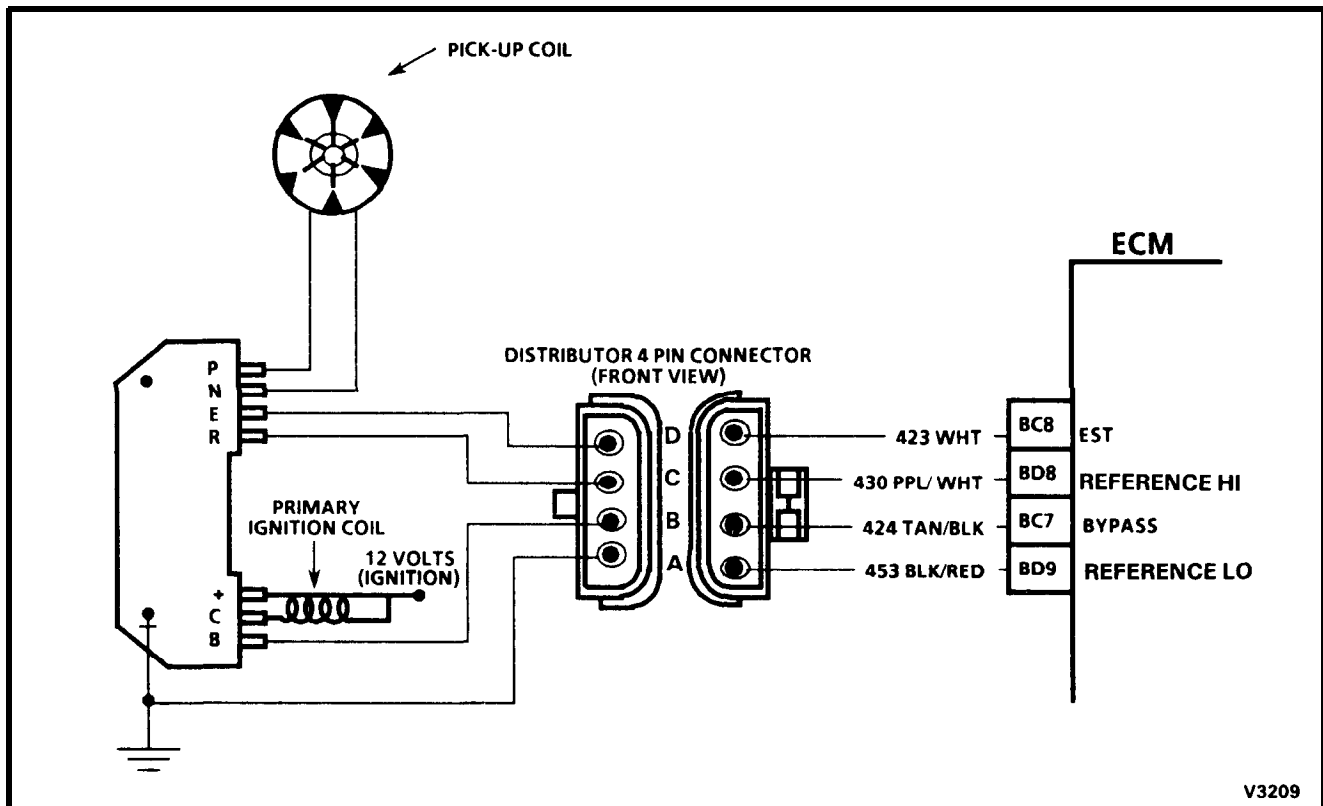 PICK-UP COIL
ECM
P
N
E
R
DISTRIBUTOR 4 PIN CONNECTOR
(FRONT VIEW)
D
C
B
A
423 WHT
BC8
EST
430 PPL/ WHT
BD8
REFERENCE HI
424 TAN/BLK
BC7
BYPASS
453 BLK/RED
BD9
REFERENCE LO
PRIMARY
IGNITION COIL
12 VOLTS
(IGNITION)
+
C
B
V3209